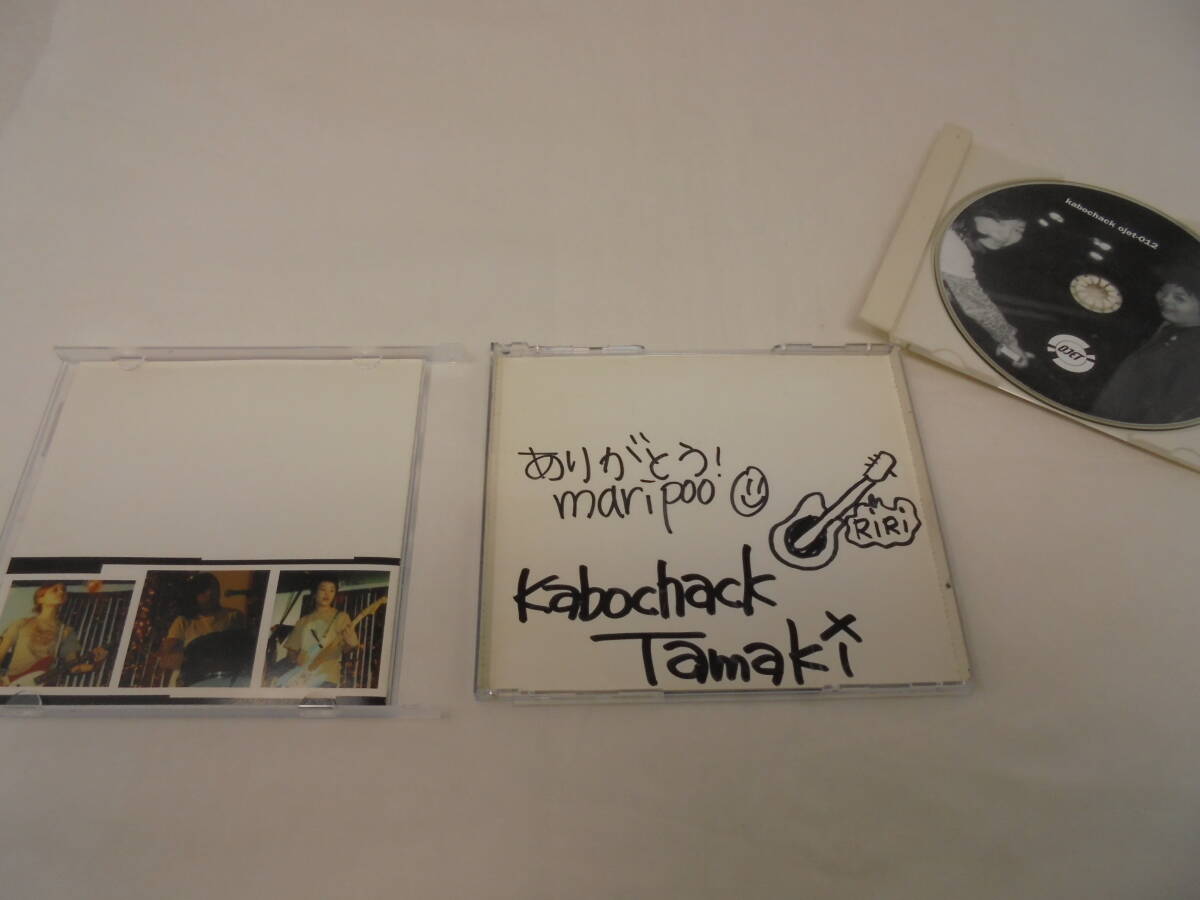 kabochack ojet-012
OJET
ありがとう!
maripoo
RiRi
Kabochack
Tamaki